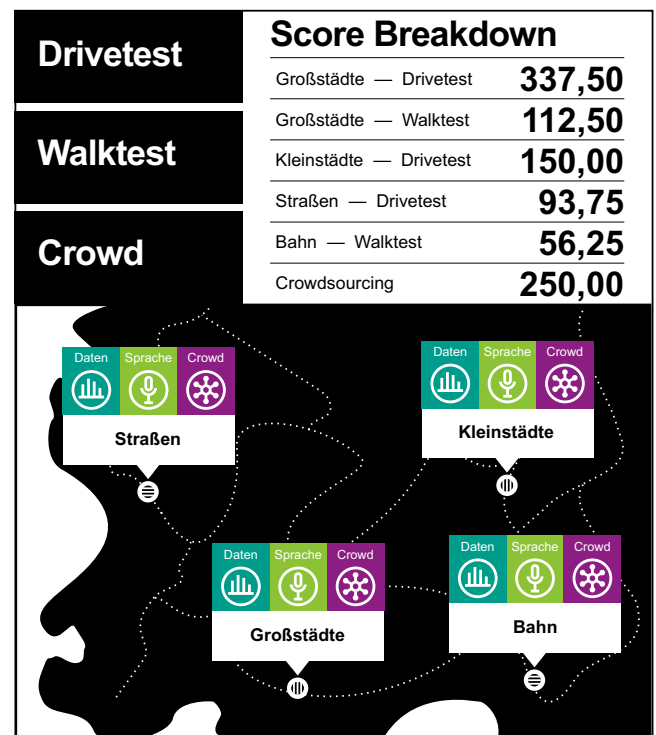 Drivetest
Walktest
Crowd
Score Breakdown
Großstädte — Drivetest 337,50
Großstädte — Walktest 112,50
Kleinstädte — Drivetest 150,00
Straßen — Drivetest 93,75
Bahn — Walktest 56,25
Crowdsourcing 250,00
Daten Sprache Crowd
Straßen
Daten Sprache Crowd
Kleinstädte
Daten Sprache Crowd
Großstädte
Daten Sprache Crowd
Bahn